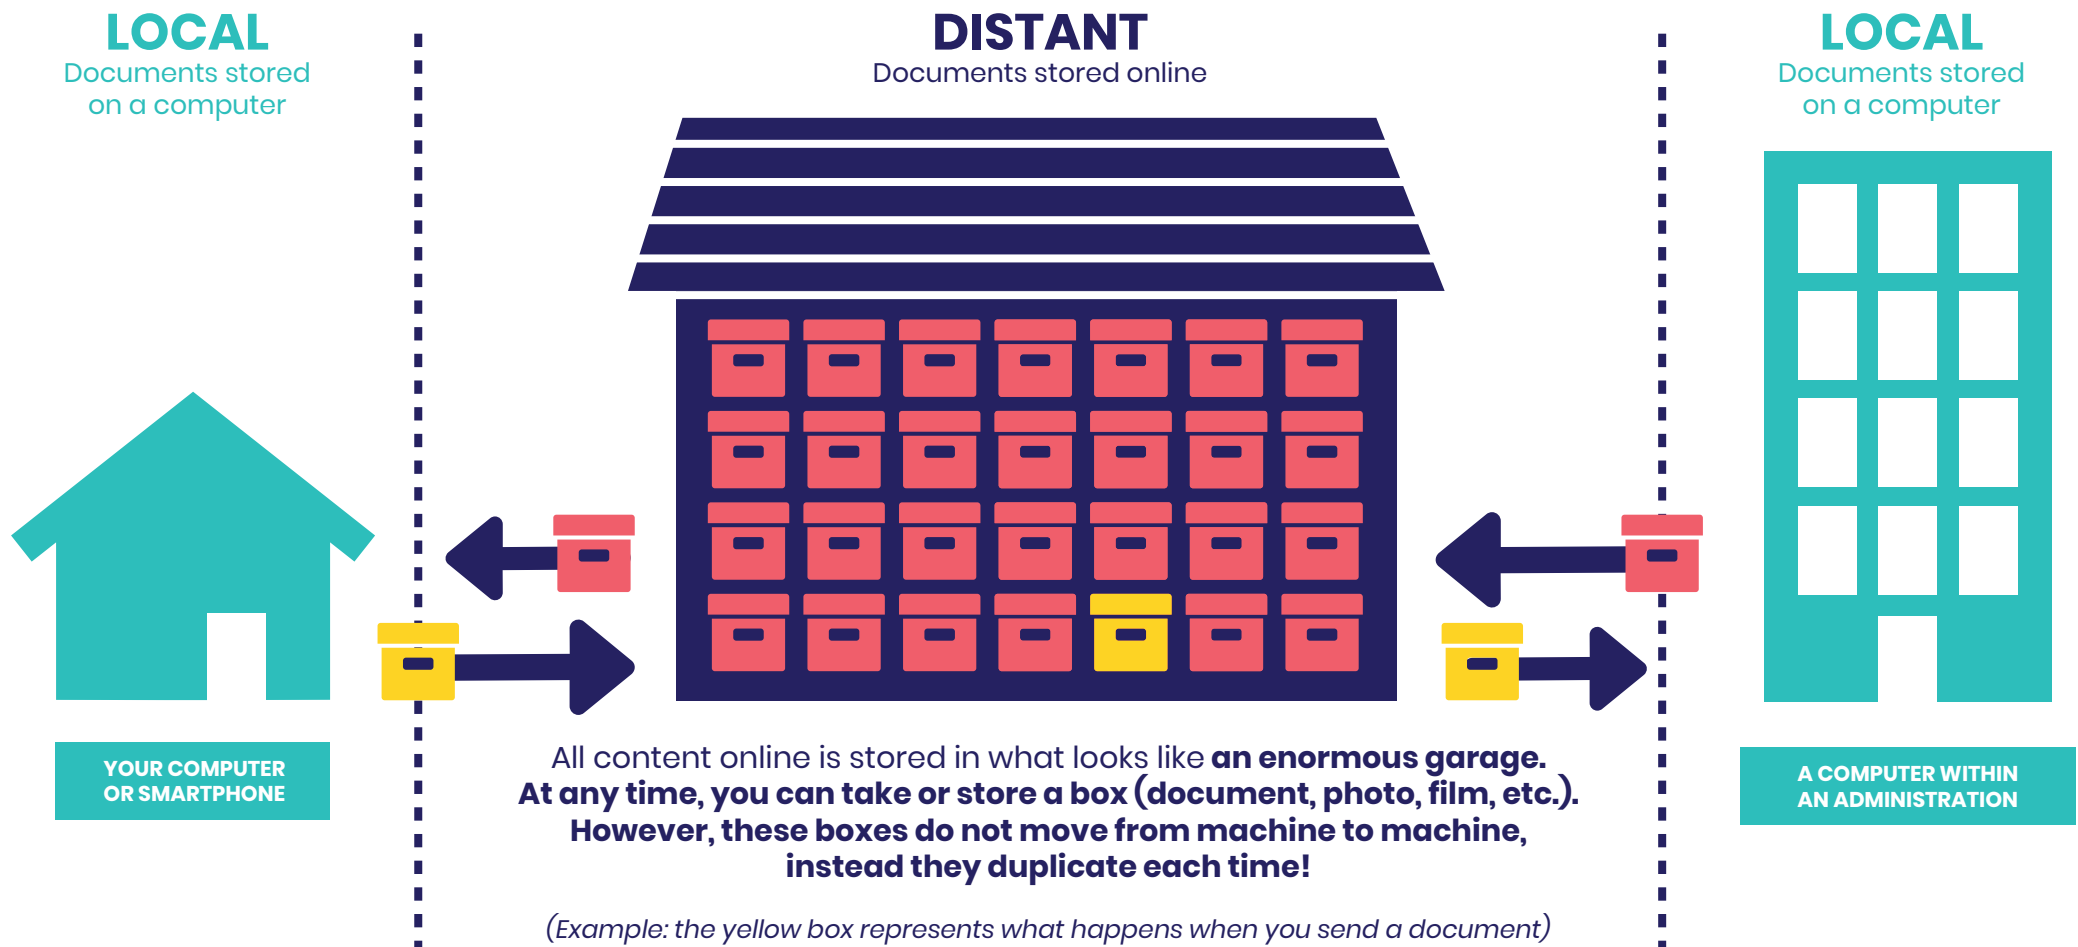 LOCAL
Documents stored
on a computer
DISTANT
Documents stored online
LOCAL
Documents stored
on a computer
YOUR COMPUTER
OR SMARTPHONE
All content online is stored in what looks like an enormous garage.
At any time, you can take or store a box (document, photo, film, etc.).
However, these boxes do not move from machine to machine,
instead they duplicate each time!
(Example: the yellow box represents what happens when you send a document)
A COMPUTER WITHIN
AN ADMINISTRATION